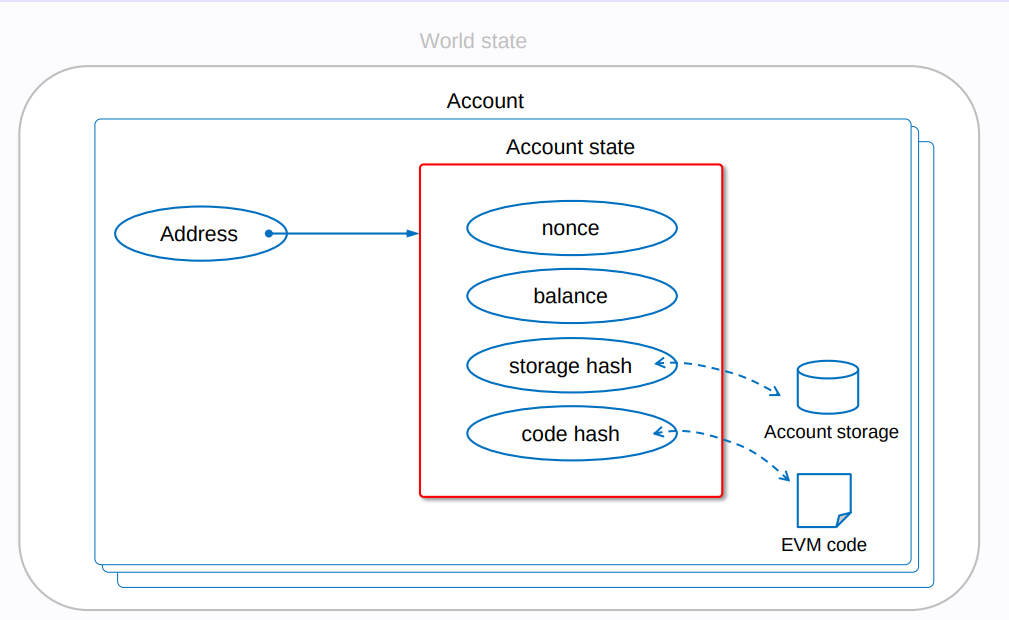 World state
Account
Account state
Address
nonce
balance
storage hash
code hash
Account storage
EVM code